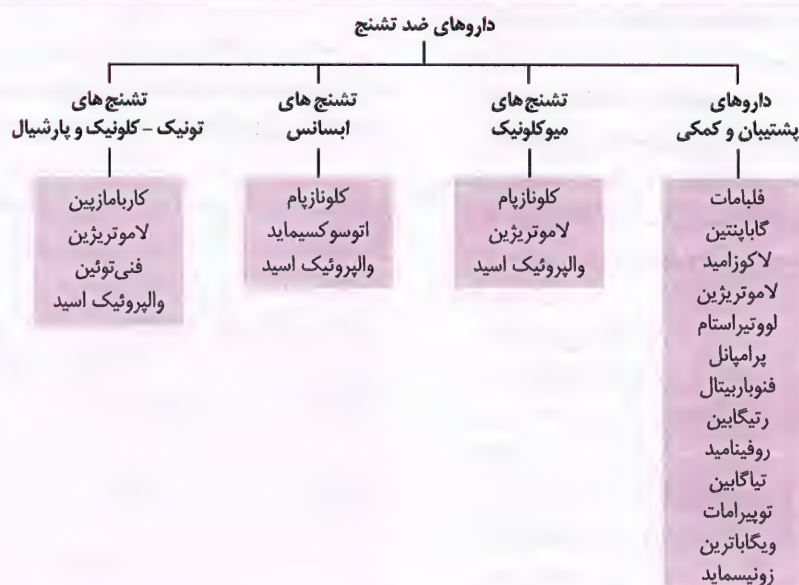 داروهای ضد تشنج
داروهای
پشتیبان و کمکی
فلبامات
گاباپنتین
لاکوزامید
لاموتریژین
لووتیراستام
پرامپانل
فنوباربیتال
رتیگابین
روفینامید
تیاگابین
توپیرامات
ویگاباترین
زونیسماید
تشنج‌های
میوکلونیک
کلونازپام
لاموتریژین
والپروئیک اسید
تشنج‌های
ابسانس
کلونازپام
اتوسوکسیماید
والپروئیک اسید
تشنج‌های
تونیک – کلونیک و پارشیال
کاربامازپین
لاموتریژین
فنی‌توئین
والپروئیک اسید